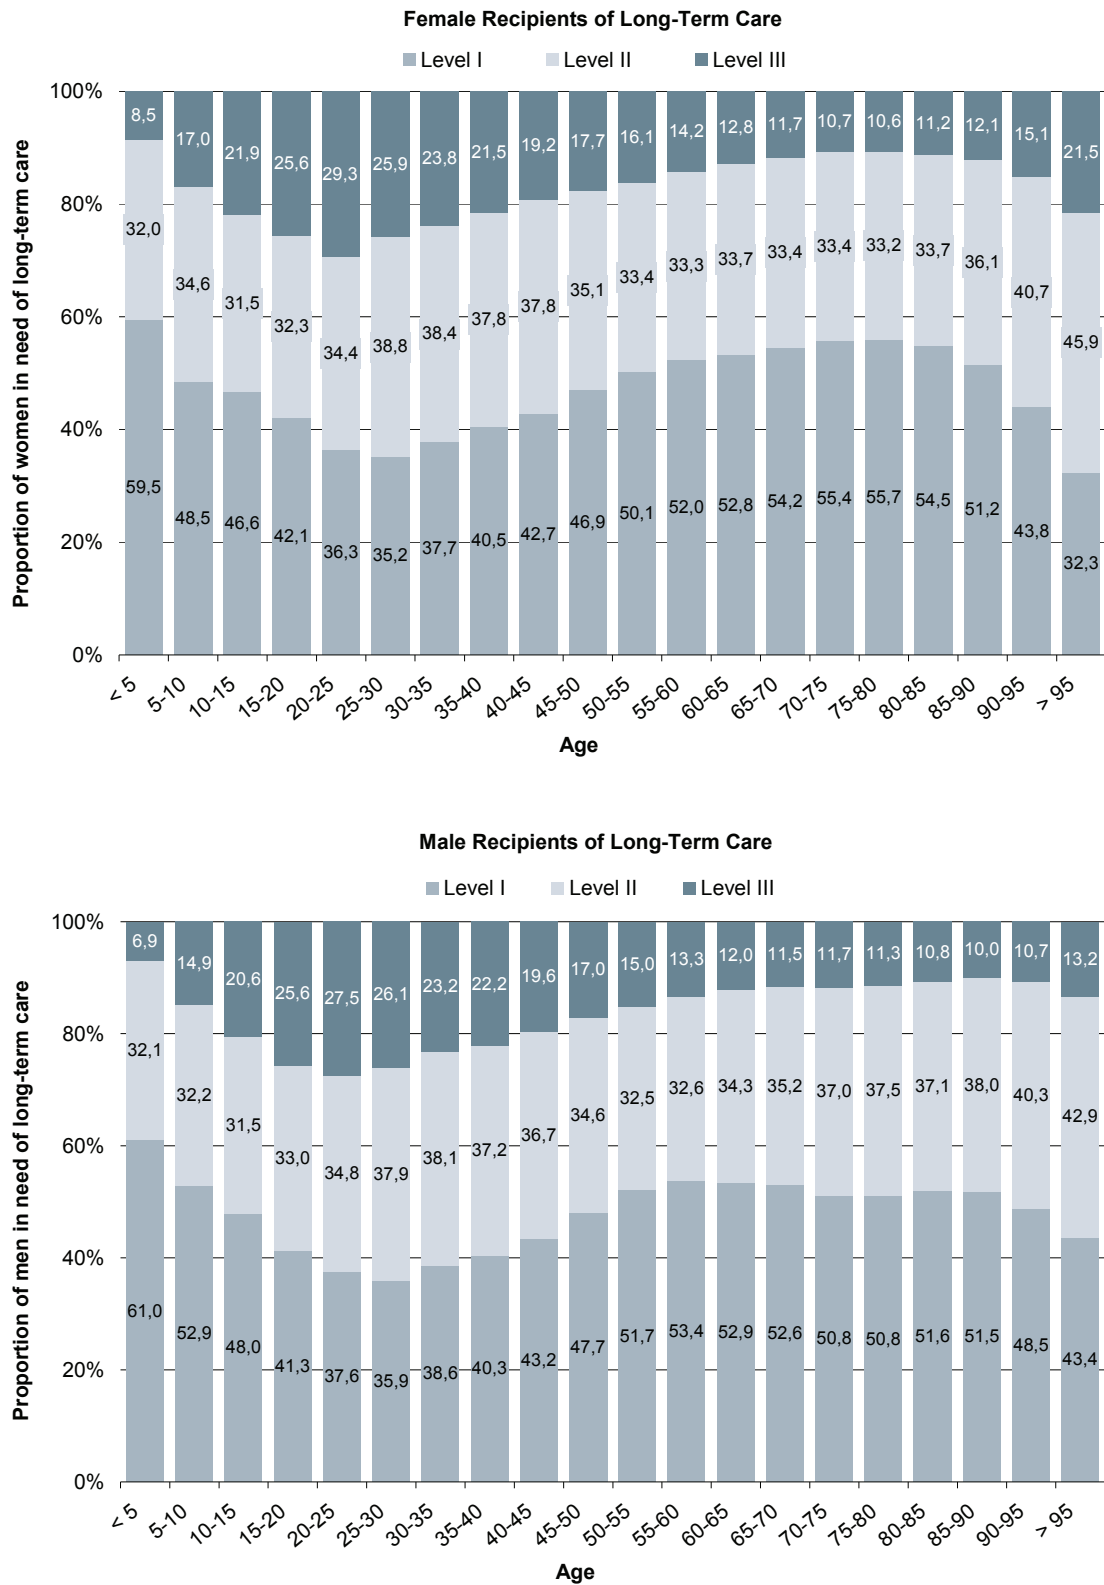 Female Recipients of Long-Term Care
Level I Level II Level III
Proportion of women in need of long-term care
100%
80%
60%
40%
20%
0%
8,5 17,0 21,9 25,6 29,3 25,9 23,8 21,5 19,2 17,7 16,1 14,2 12,8 11,7 10,7 10,6 11,2 12,1 15,1 21,5
32,0 34,6 31,5 32,3 34,4 38,8 38,4 37,8 37,8 35,1 33,4 33,3 33,7 33,4 33,4 33,2 33,7 36,1 40,7 45,9
59,5 48,5 46,6 42,1 36,3 35,2 37,7 40,5 42,7 46,9 50,1 52,0 52,8 54,2 55,4 55,7 54,5 51,2 43,8 32,3
< 5 5-10 10-15 15-20 20-25 25-30 30-35 35-40 40-45 45-50 50-55 55-60 60-65 65-70 70-75 75-80 80-85 85-90 90-95 > 95
Age
Male Recipients of Long-Term Care
Level I Level II Level III
Proportion of men in need of long-term care
100%
80%
60%
40%
20%
0%
6,9 14,9 20,6 25,6 27,5 26,1 23,2 22,2 19,6 17,0 15,0 13,3 12,0 11,5 11,7 11,3 10,8 10,0 10,7 13,2
32,1 32,2 31,5 33,0 34,8 37,9 38,1 37,2 36,7 34,6 32,5 32,6 34,3 35,2 37,0 37,5 37,1 38,0 40,3 42,9
61,0 52,9 48,0 41,3 37,6 35,9 38,6 40,3 43,2 47,7 51,7 53,4 52,9 52,6 50,8 50,8 51,6 51,5 48,5 43,4
< 5 5-10 10-15 15-20 20-25 25-30 30-35 35-40 40-45 45-50 50-55 55-60 60-65 65-70 70-75 75-80 80-85 85-90 90-95 > 95
Age